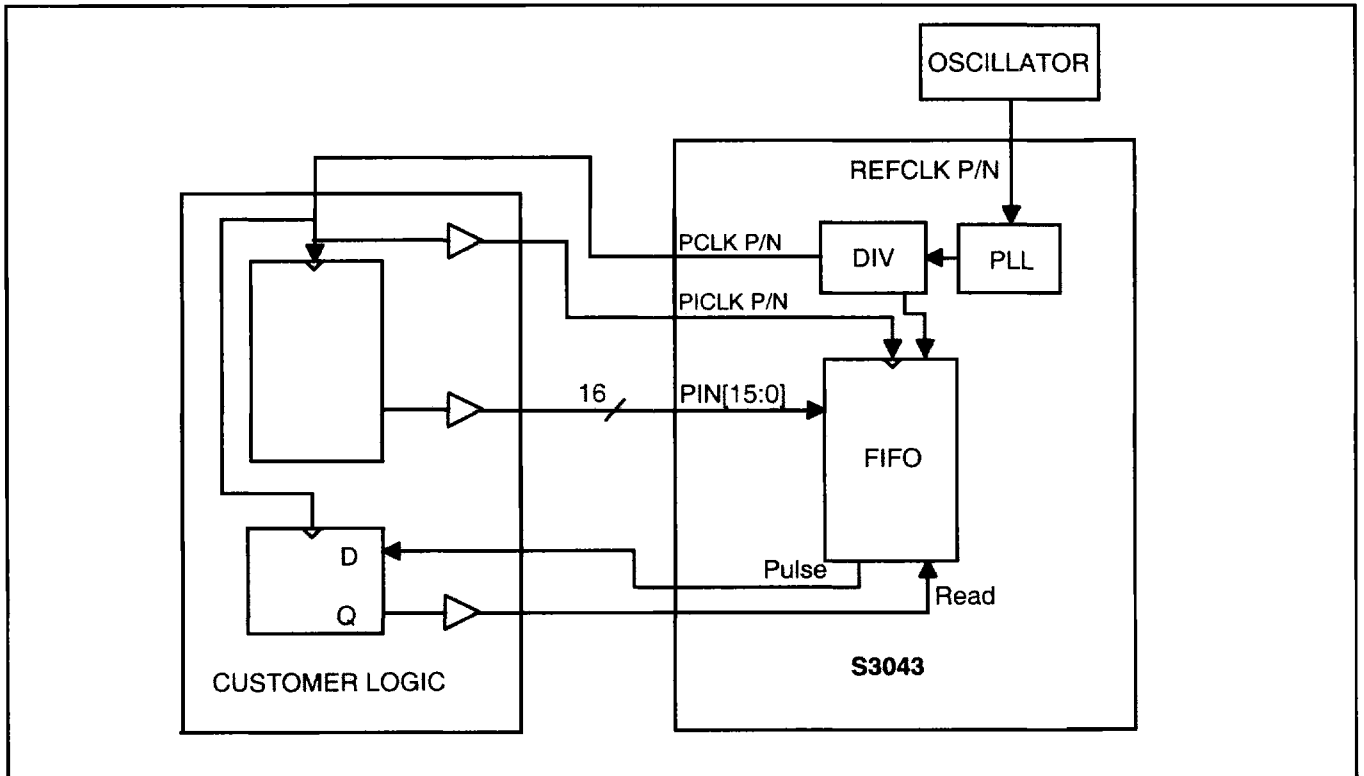 OSCILLATOR
REFCLK P/N
PCLK P/N
DIV
PLL
PICLK P/N
16
PIN[15:0]
FIFO
D
Pulse
Q
Read
S3043
CUSTOMER LOGIC